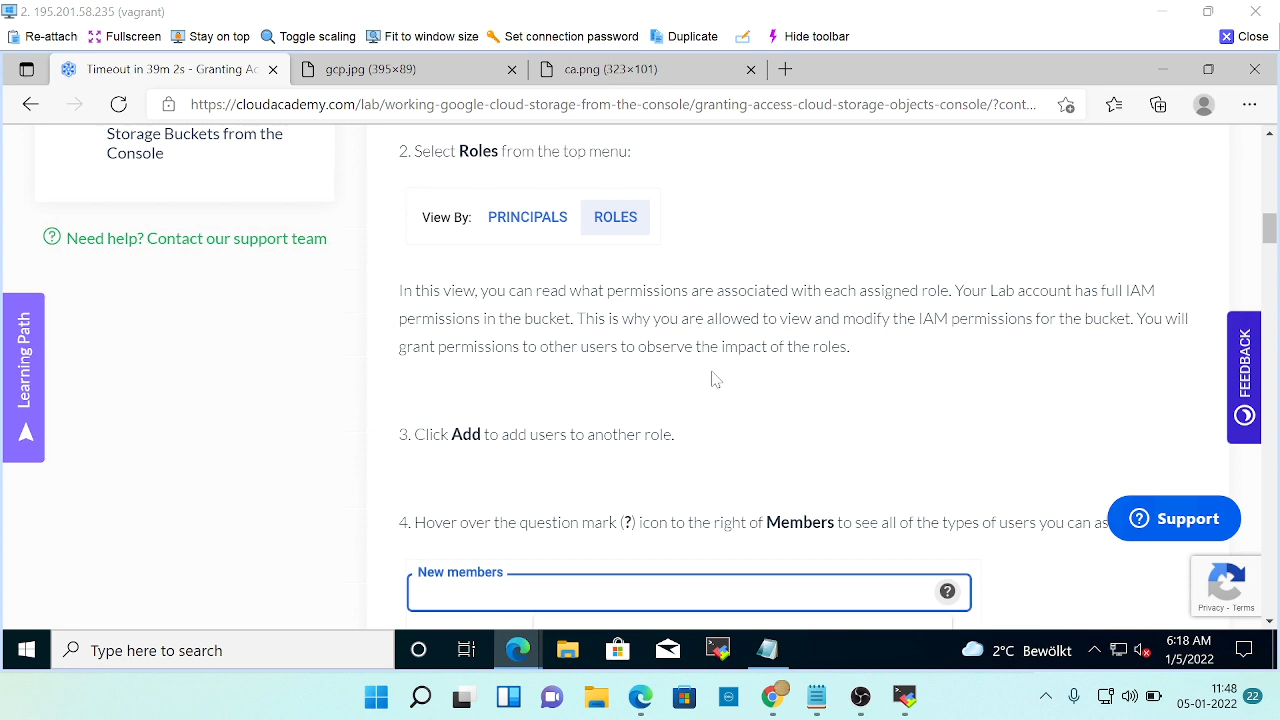 2. 195.201.58.235 (vagrant)
Re-attach Fullscreen Stay on top Toggle scaling Fit to window size Set connection password Duplicate Hide toolbar Close
Timeout in 39m 2s - Granting Ac gcp.jpg (395×89) ca.png (323×101)
https://cloudacademy.com/lab/working-google-cloud-storage-from-the-console/granting-access-cloud-storage-objects-console/?cont...
Storage Buckets from the
Console
Need help? Contact our support team
Learning Path
2. Select Roles from the top menu:
View By: PRINCIPALS ROLES
In this view, you can read what permissions are associated with each assigned role. Your Lab account has full IAM
permissions in the bucket. This is why you are allowed to view and modify the IAM permissions for the bucket. You will
grant permissions to other users to observe the impact of the roles.
3. Click Add to add users to another role.
4. Hover over the question mark (?) icon to the right of Members to see all of the types of users you can as
New members
?
FEEDBACK
Support
Privacy - Terms
Type here to search
2°C Bewölkt
6:18 AM
1/5/2022
11:48
05-01-2022
22